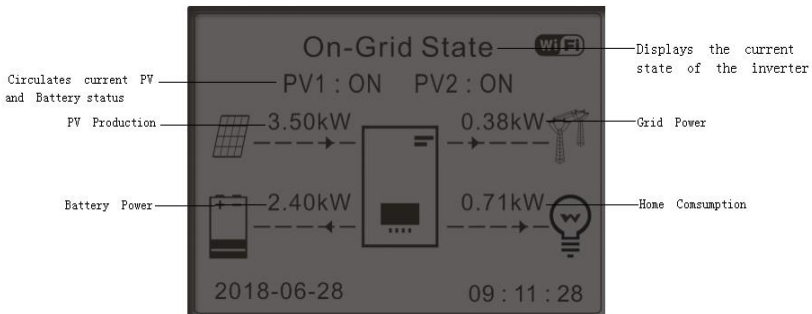 On-Grid State
WiFi
Displays the current
state of the inverter
Circulates current PV
and Battery status
PV1 : ON PV2 : ON
PV Production
3.50kW
0.38kW
Grid Power
Battery Power
2.40kW
0.71kW
Home Comsumption
2018-06-28
09 : 11 : 28